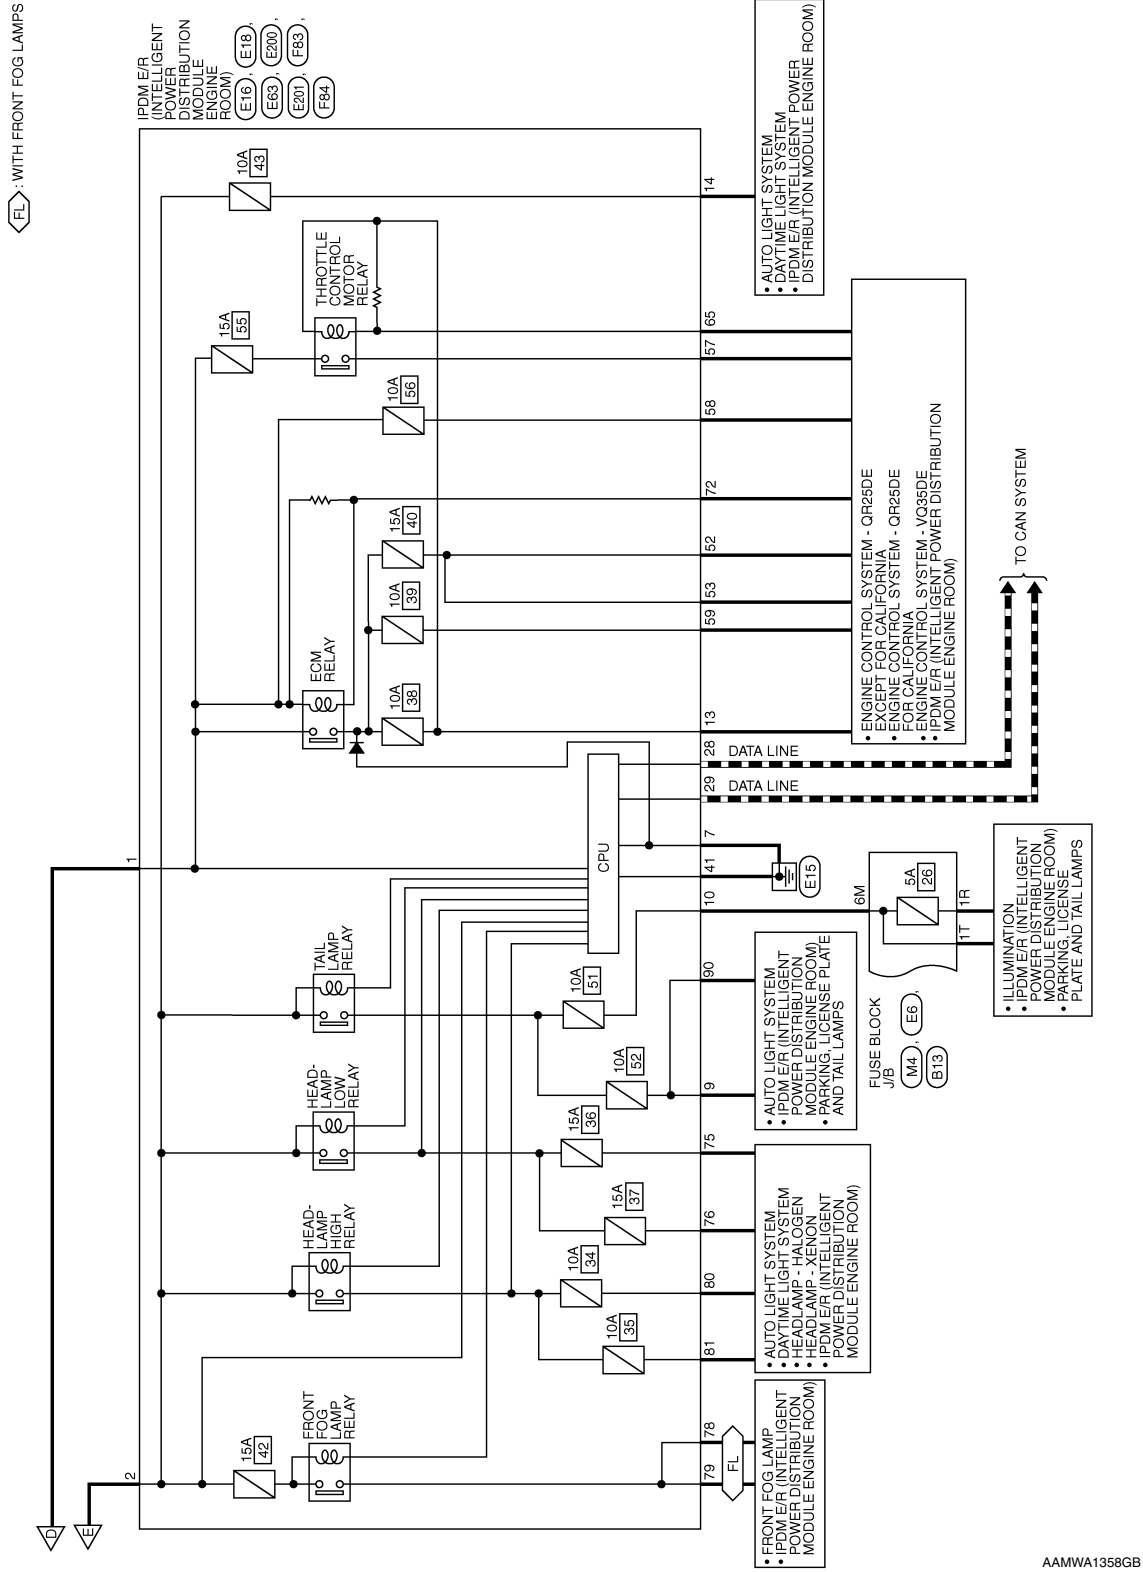 FL : WITH FRONT FOG LAMPS
IPDM E/R
(INTELLIGENT
POWER
DISTRIBUTION
MODULE
ENGINE
ROOM)
E16 , E18 ,
E63 , E200 ,
E201 , F83 ,
F84
D
E
1
2
10A
43
14
THROTTLE
CONTROL
MOTOR
RELAY
15A
55
65
57
10A
56
58
72
15A
40
52
53
10A
39
59
ECM
RELAY
10A
38
13
28
DATA LINE
29
DATA LINE
TO CAN SYSTEM
CPU
7
41
E15
10
TAIL
LAMP
RELAY
10A
51
10A
52
90
9
HEAD-
LAMP
LOW
RELAY
15A
36
75
15A
37
76
HEAD-
LAMP
HIGH
RELAY
10A
34
80
10A
35
81
FRONT
FOG
LAMP
RELAY
15A
42
78
79
FL
• AUTO LIGHT SYSTEM
• DAYTIME LIGHT SYSTEM
• IPDM E/R (INTELLIGENT POWER
DISTRIBUTION MODULE ENGINE ROOM)
• ENGINE CONTROL SYSTEM - QR25DE
EXCEPT FOR CALIFORNIA
• ENGINE CONTROL SYSTEM - QR25DE
FOR CALIFORNIA
• ENGINE CONTROL SYSTEM - VQ35DE
• IPDM E/R (INTELLIGENT POWER DISTRIBUTION
MODULE ENGINE ROOM)
6M
5A
26
1R
1T
FUSE BLOCK
J/B
M4 , E6 ,
B13
• ILLUMINATION
• IPDM E/R (INTELLIGENT
POWER DISTRIBUTION
MODULE ENGINE ROOM)
• PARKING, LICENSE
PLATE AND TAIL LAMPS
• AUTO LIGHT SYSTEM
• IPDM E/R (INTELLIGENT
POWER DISTRIBUTION
MODULE ENGINE ROOM)
• PARKING, LICENSE PLATE
AND TAIL LAMPS
• AUTO LIGHT SYSTEM
• DAYTIME LIGHT SYSTEM
• HEADLAMP - HALOGEN
• HEADLAMP - XENON
• IPDM E/R (INTELLIGENT
POWER DISTRIBUTION
MODULE ENGINE ROOM)
• FRONT FOG LAMP
• IPDM E/R (INTELLIGENT
POWER DISTRIBUTION
MODULE ENGINE ROOM)
AAMWA1358GB